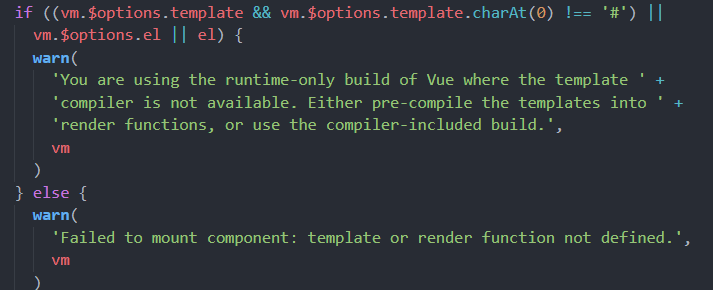 if ((vm.$options.template && vm.$options.template.charAt(0) !== '#') ||
  vm.$options.el || el) {
  warn(
    'You are using the runtime-only build of Vue where the template ' +
    'compiler is not available. Either pre-compile the templates into ' +
    'render functions, or use the compiler-included build.',
    vm
  )
} else {
  warn(
    'Failed to mount component: template or render function not defined.',
    vm
  )